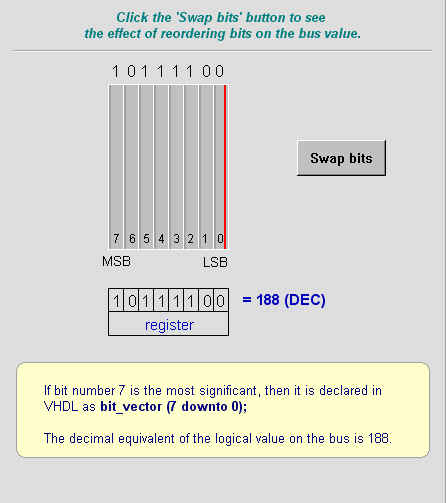 Click the 'Swap bits' button to see
the effect of reordering bits on the bus value.
1 0 1 1 1 1 0 0
Swap bits
7 6 5 4 3 2 1 0
MSB LSB
1 0 1 1 1 1 0 0 = 188 (DEC)
register
If bit number 7 is the most significant, then it is declared in
VHDL as bit_vector (7 downto 0);
The decimal equivalent of the logical value on the bus is 188.